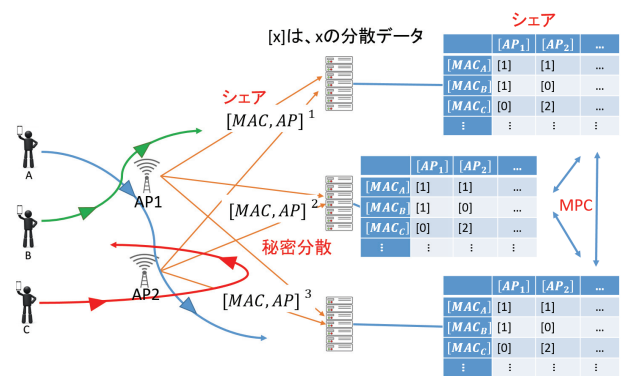 シェア
[x]は、xの分散データ
[AP₁] [AP₂] ...
[MAC_A] [1] [1] ...
[MAC_B] [1] [0] ...
[MAC_C] [0] [2] ...
⋮ ⋮ ⋮ ⋮
シェア
[MAC, AP] ¹
A
AP1
[AP₁] [AP₂] ...
[MAC_A] [1] [1] ...
[MAC_B] [1] [0] ...
[MAC_C] [0] [2] ...
⋮ ⋮ ⋮ ⋮
MPC
[MAC, AP] ²
B
秘密分散
AP2
[MAC, AP] ³
C
[AP₁] [AP₂] ...
[MAC_A] [1] [1] ...
[MAC_B] [1] [0] ...
[MAC_C] [0] [2] ...
⋮ ⋮ ⋮ ⋮